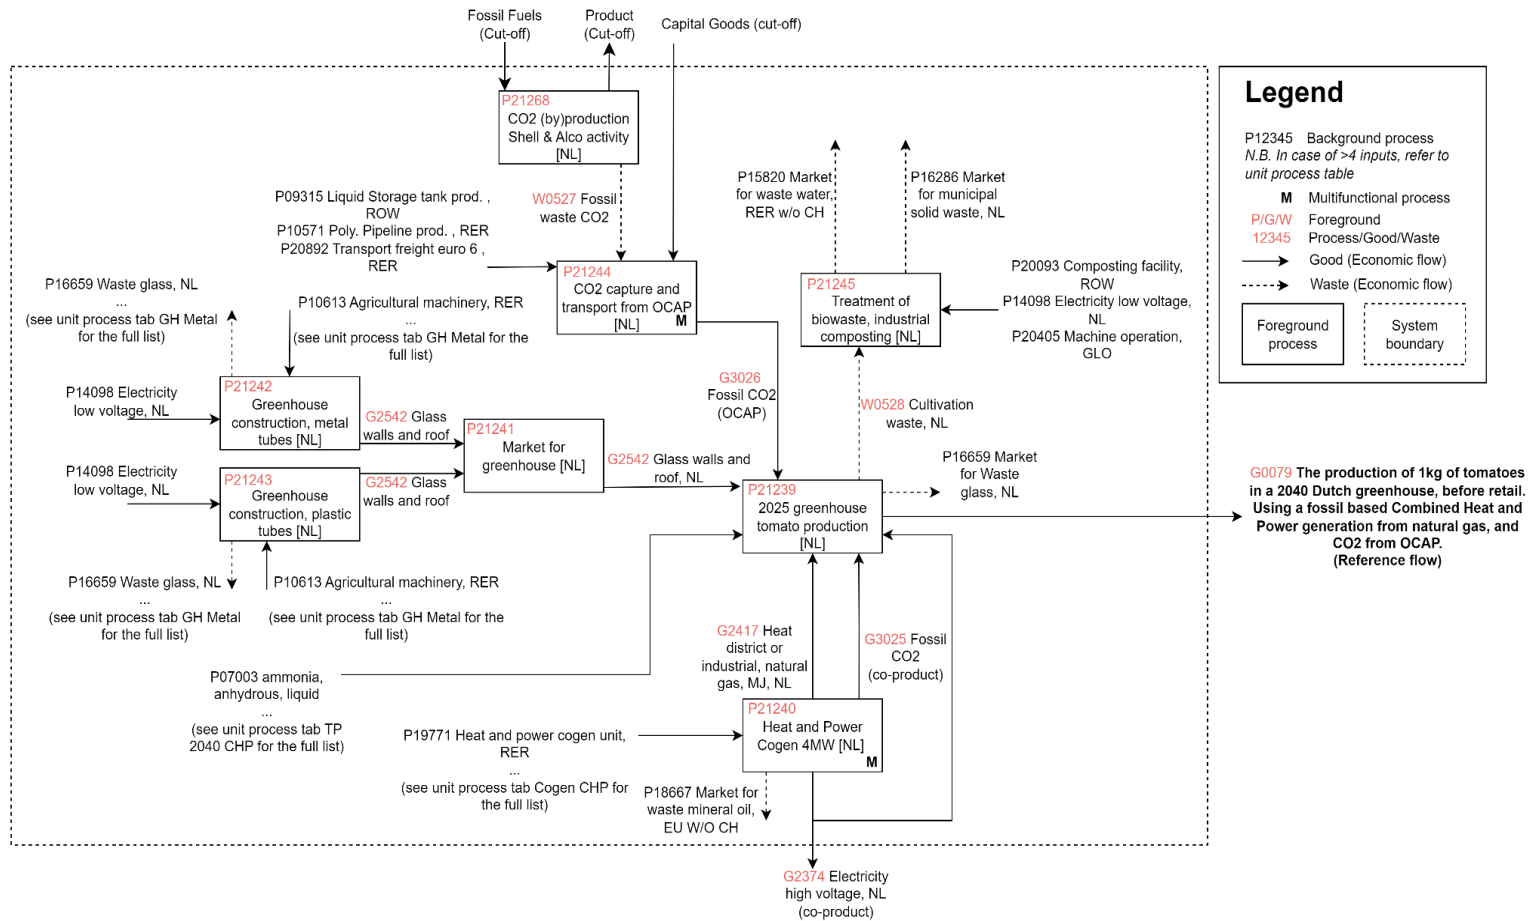 Fossil Fuels
(Cut-off)
Product
(Cut-off)
Capital Goods (cut-off)
P21268
CO2 (by)production
Shell & Alco activity
[NL]
W0527 Fossil
waste CO2
P09315 Liquid Storage tank prod. ,
ROW
P10571 Poly. Pipeline prod. , RER
P20892 Transport freight euro 6 ,
RER
P21244
CO2 capture and
transport from OCAP
[NL]
M
P15820 Market
for waste water,
RER w/o CH
P16286 Market
for municipal
solid waste, NL
P21245
Treatment of
biowaste, industrial
composting [NL]
P20093 Composting facility,
ROW
P14098 Electricity low voltage,
NL
P20405 Machine operation,
GLO
P16659 Waste glass, NL
...
(see unit process tab GH Metal
for the full list)
P10613 Agricultural machinery, RER
...
(see unit process tab GH Metal for the
full list)
P14098 Electricity
low voltage, NL
P21242
Greenhouse
construction, metal
tubes [NL]
G2542 Glass
walls and roof
P21241
Market for
greenhouse [NL]
G3026
Fossil CO2
(OCAP)
W0528 Cultivation
waste, NL
P14098 Electricity
low voltage, NL
P21243
Greenhouse
construction, plastic
tubes [NL]
G2542 Glass
walls and roof
G2542 Glass walls and
roof, NL
P16659 Market
for Waste
glass, NL
P21239
2025 greenhouse
tomato production
[NL]
G0079 The production of 1kg of tomatoes
in a 2040 Dutch greenhouse, before retail.
Using a fossil based Combined Heat and
Power generation from natural gas, and
CO2 from OCAP.
(Reference flow)
P16659 Waste glass, NL
...
(see unit process tab GH Metal
for the full list)
P10613 Agricultural machinery, RER
...
(see unit process tab GH Metal for the
full list)
P07003 ammonia,
anhydrous, liquid
...
(see unit process tab TP
2040 CHP for the full list)
G2417 Heat
district or
industrial, natural
gas, MJ, NL
G3025 Fossil
CO2
(co-product)
P19771 Heat and power cogen unit,
RER
...
(see unit process tab Cogen CHP for
the full list)
P21240
Heat and Power
Cogen 4MW [NL]
M
P18667 Market for
waste mineral oil,
EU W/O CH
G2374 Electricity
high voltage, NL
(co-product)
Legend
P12345 Background process
N.B. In case of >4 inputs, refer to
unit process table
M Multifunctional process
P/G/W Foreground
12345 Process/Good/Waste
Good (Economic flow)
Waste (Economic flow)
Foreground
process
System
boundary